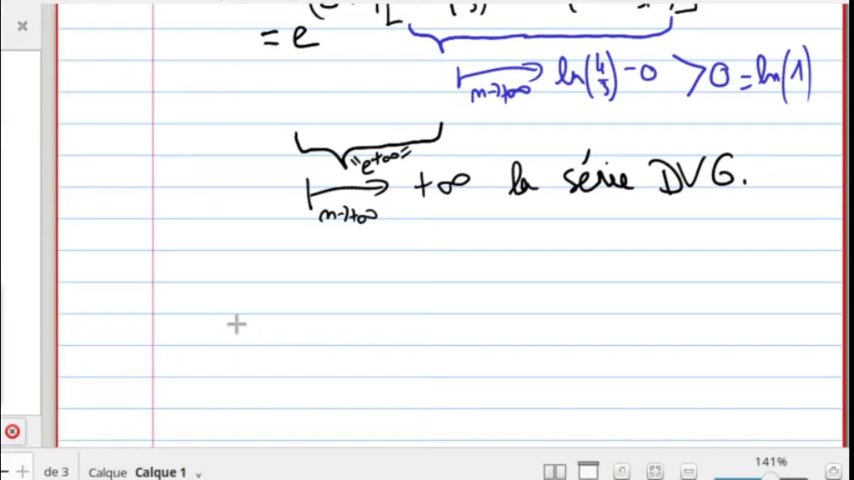 = e
n→+∞ ln(4/3) - 0 > 0 = ln(1)
"e^+∞"
n→+∞ +∞ la série DVG.
de 3 Calque Calque 1 141%